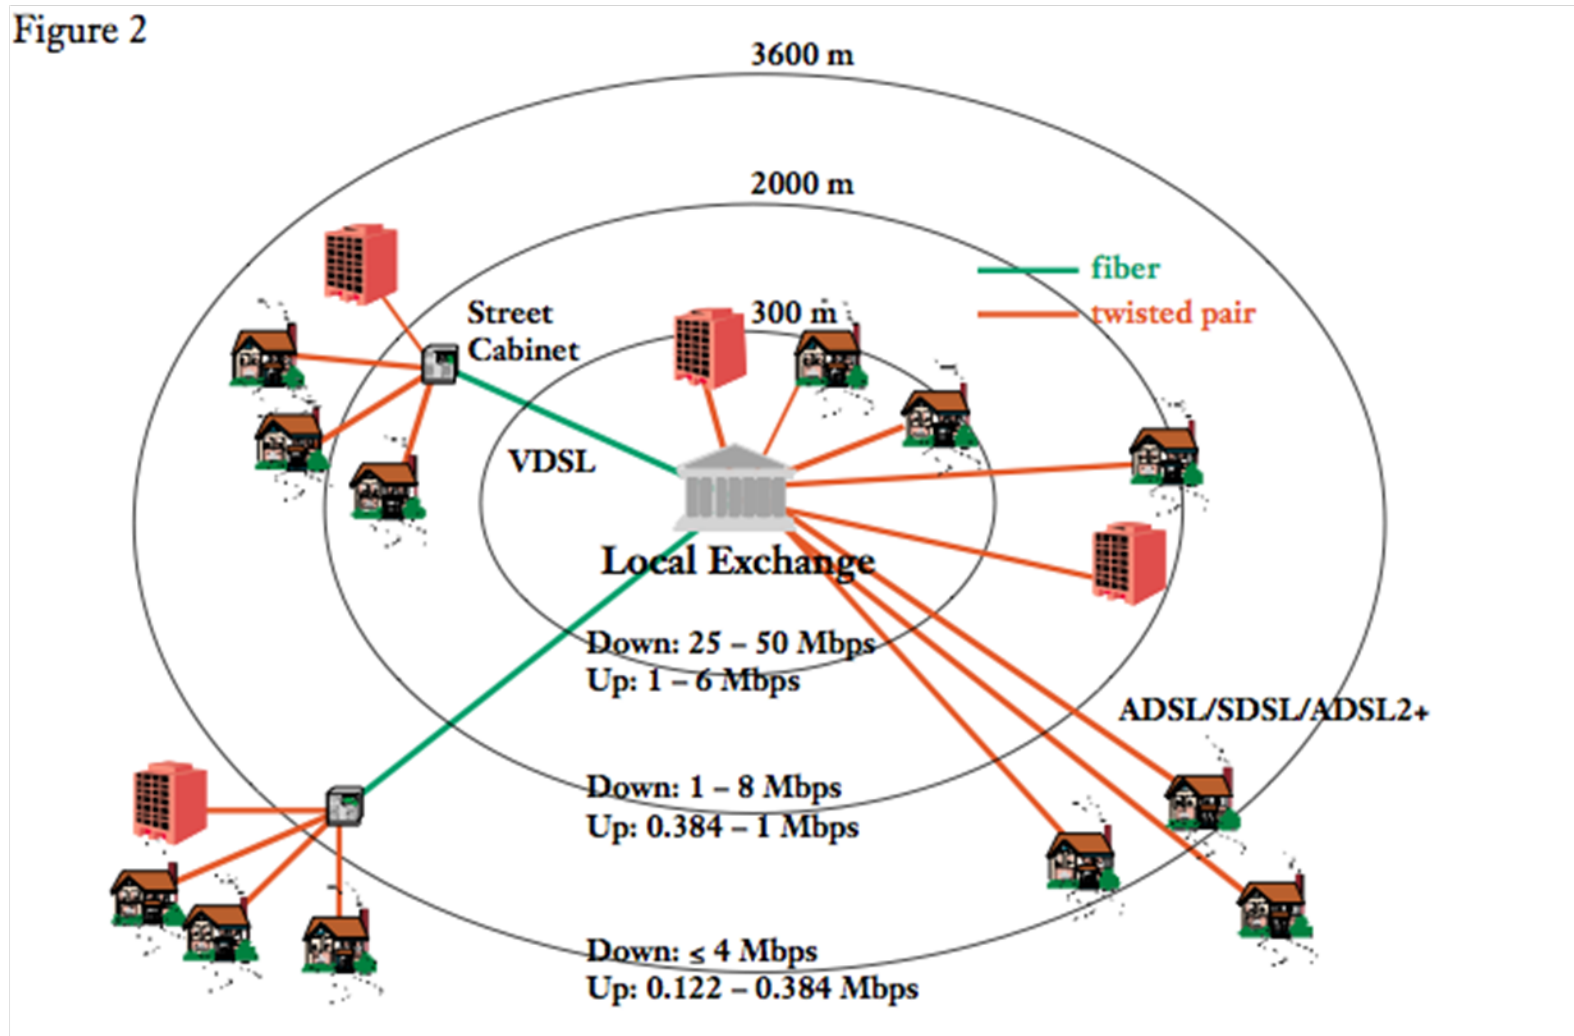 Figure 2
3600 m
2000 m
fiber
Street
Cabinet
300 m
twisted pair
VDSL
Local Exchange
Down: 25 – 50 Mbps
Up: 1 – 6 Mbps
ADSL/SDSL/ADSL2+
Down: 1 – 8 Mbps
Up: 0.384 – 1 Mbps
Down: ≤ 4 Mbps
Up: 0.122 – 0.384 Mbps